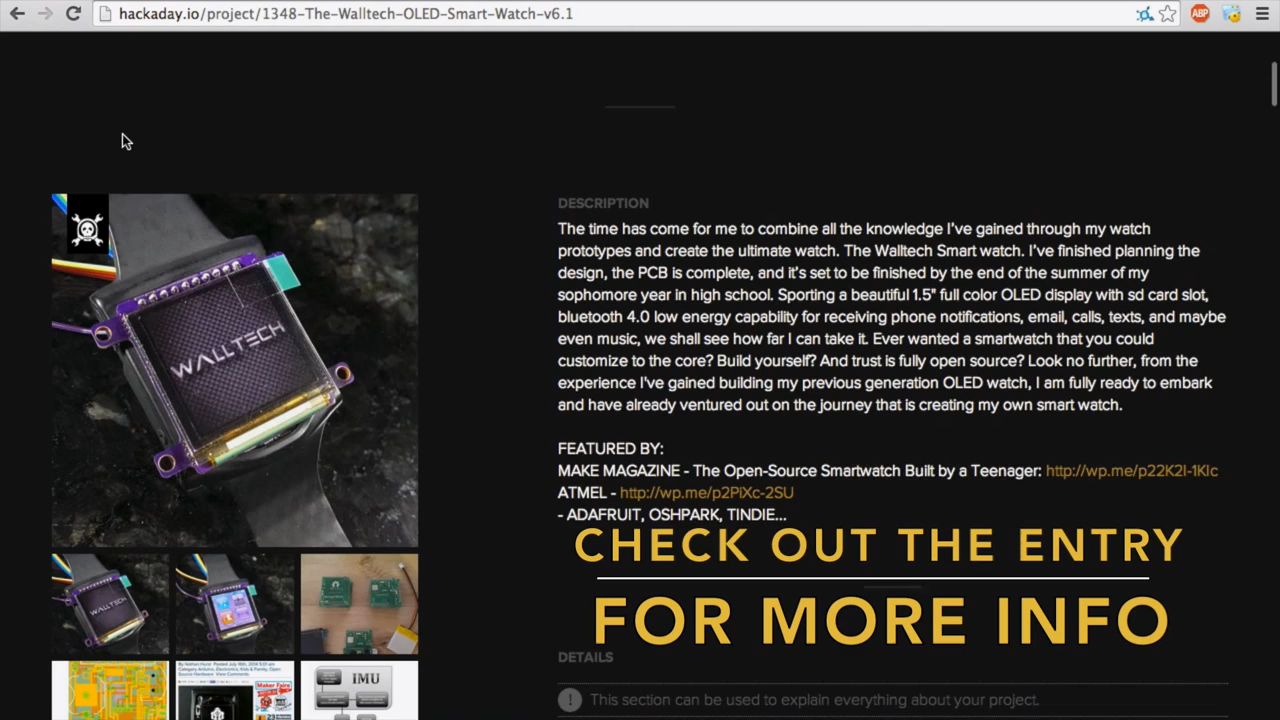 hackaday.io/project/1348-The-Walltech-OLED-Smart-Watch-v6.1
ABP
DESCRIPTION
The time has come for me to combine all the knowledge I've gained through my watch
prototypes and create the ultimate watch. The Walltech Smart watch. I've finished planning the
design, the PCB is complete, and it's set to be finished by the end of the summer of my
sophomore year in high school. Sporting a beautiful 1.5" full color OLED display with sd card slot,
bluetooth 4.0 low energy capability for receiving phone notifications, email, calls, texts, and maybe
even music, we shall see how far I can take it. Ever wanted a smartwatch that you could
customize to the core? Build yourself? And trust is fully open source? Look no further, from the
experience I've gained building my previous generation OLED watch, I am fully ready to embark
and have already ventured out on the journey that is creating my own smart watch.
WALLTECH
FEATURED BY:
MAKE MAGAZINE - The Open-Source Smartwatch Built by a Teenager: http://wp.me/p22K2I-1KIc
ATMEL - http://wp.me/p2PiXc-2SU
- ADAFRUIT, OSHPARK, TINDIE...
CHECK OUT THE ENTRY
FOR MORE INFO
WALLTECH
DETAILS
IMU
This section can be used to explain everything about your project.